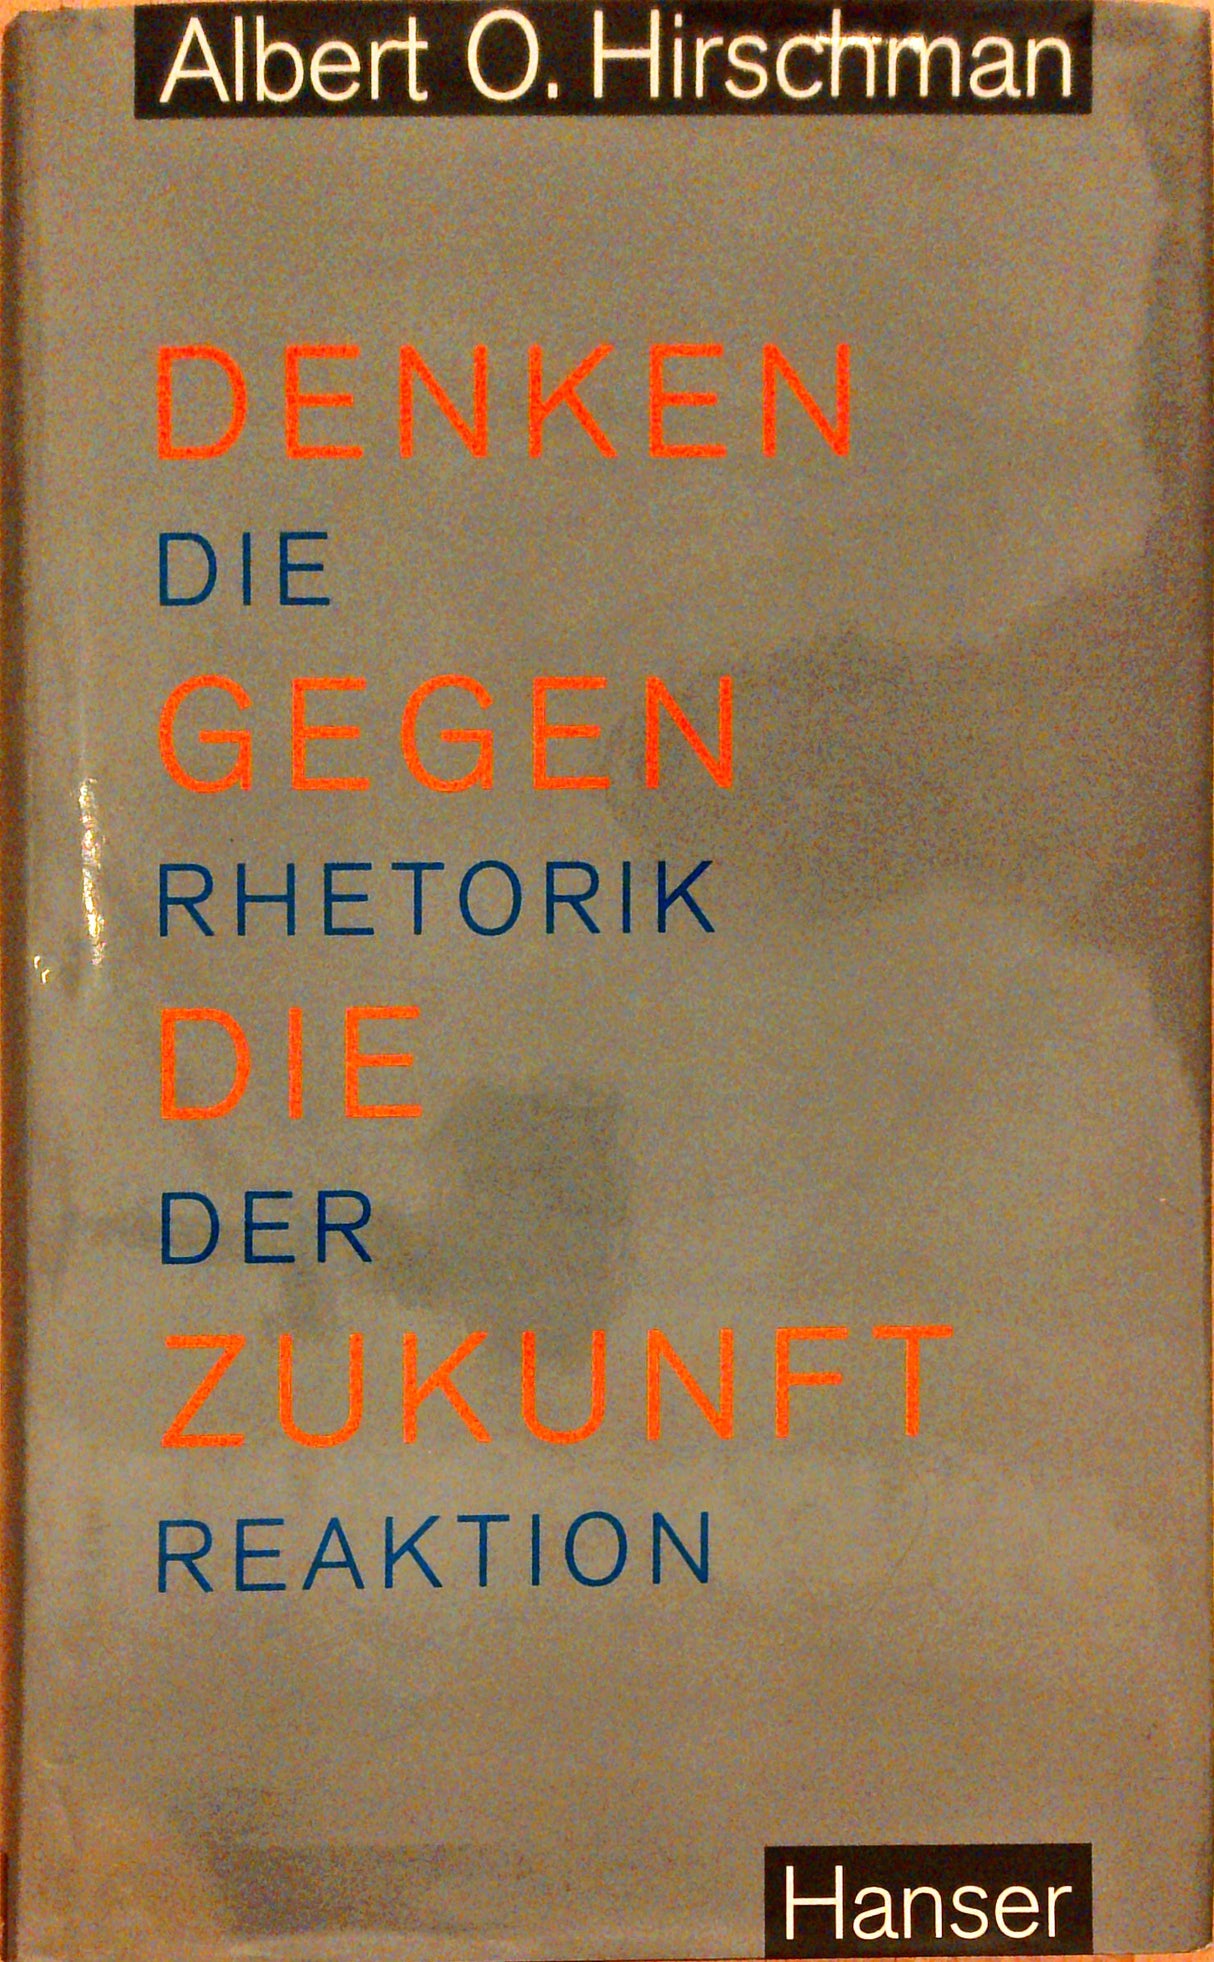 Albert O. Hirschman
DENKEN
DIE
GEGEN
RHETORIK
DIE
DER
ZUKUNFT
REAKTION
Hanser